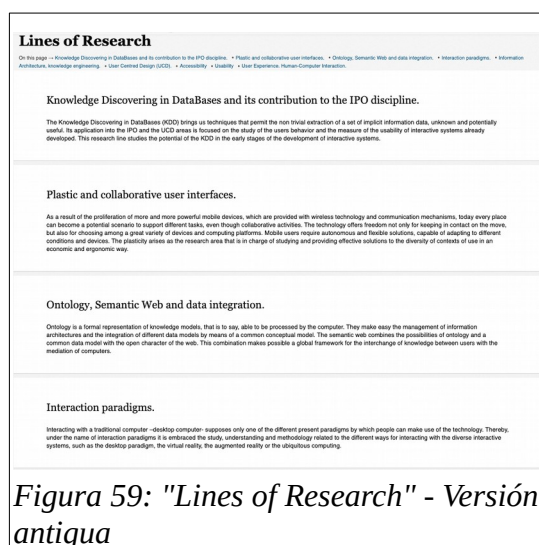 Lines of Research
On this page → Knowledge Discovering in DataBases and its contribution to the IPO discipline. • Plastic and collaborative user interfaces. • Ontology, Semantic Web and data integration. • Interaction paradigms. • Information
Architecture, knowledge engineering. • User Centred Design (UCD). • Accessibility • Usability • User Experience. Human-Computer Interaction.
Knowledge Discovering in DataBases and its contribution to the IPO discipline.
The Knowledge Discovering in DataBases (KDD) brings us techniques that permit the non trivial extraction of a set of implicit information data, unknown and potentially
useful. Its application into the IPO and the UCD areas is focused on the study of the users behavior and the measure of the usability of interactive systems already
developed. This research line studies the potential of the KDD in the early stages of the development of interactive systems.
Plastic and collaborative user interfaces.
As a result of the proliferation of more and more powerful mobile devices, which are provided with wireless technology and communication mechanisms, today every place
can become a potential scenario to support different tasks, even though collaborative activities. The technology offers freedom not only for keeping in contact on the move,
but also for choosing among a great variety of devices and computing platforms. Mobile users require autonomous and flexible solutions, capable of adapting to different
conditions and devices. The plasticity arises as the research area that is in charge of studying and providing effective solutions to the diversity of contexts of use in an
economic and ergonomic way.
Ontology, Semantic Web and data integration.
Ontology is a formal representation of knowledge models, that is to say, able to be processed by the computer. They make easy the management of information
architectures and the integration of different data models by means of a common conceptual model. The semantic web combines the possibilities of ontology and a
common data model with the open character of the web. This combination makes possible a global framework for the interchange of knowledge between users with the
mediation of computers.
Interaction paradigms.
Interacting with a traditional computer –desktop computer- supposes only one of the different present paradigms by which people can make use of the technology. Thereby,
under the name of interaction paradigms it is embraced the study, understanding and methodology related to the different ways for interacting with the diverse interactive
systems, such as the desktop paradigm, the virtual reality, the augmented reality or the ubiquitous computing.
Figura 59: "Lines of Research" - Versión
antigua